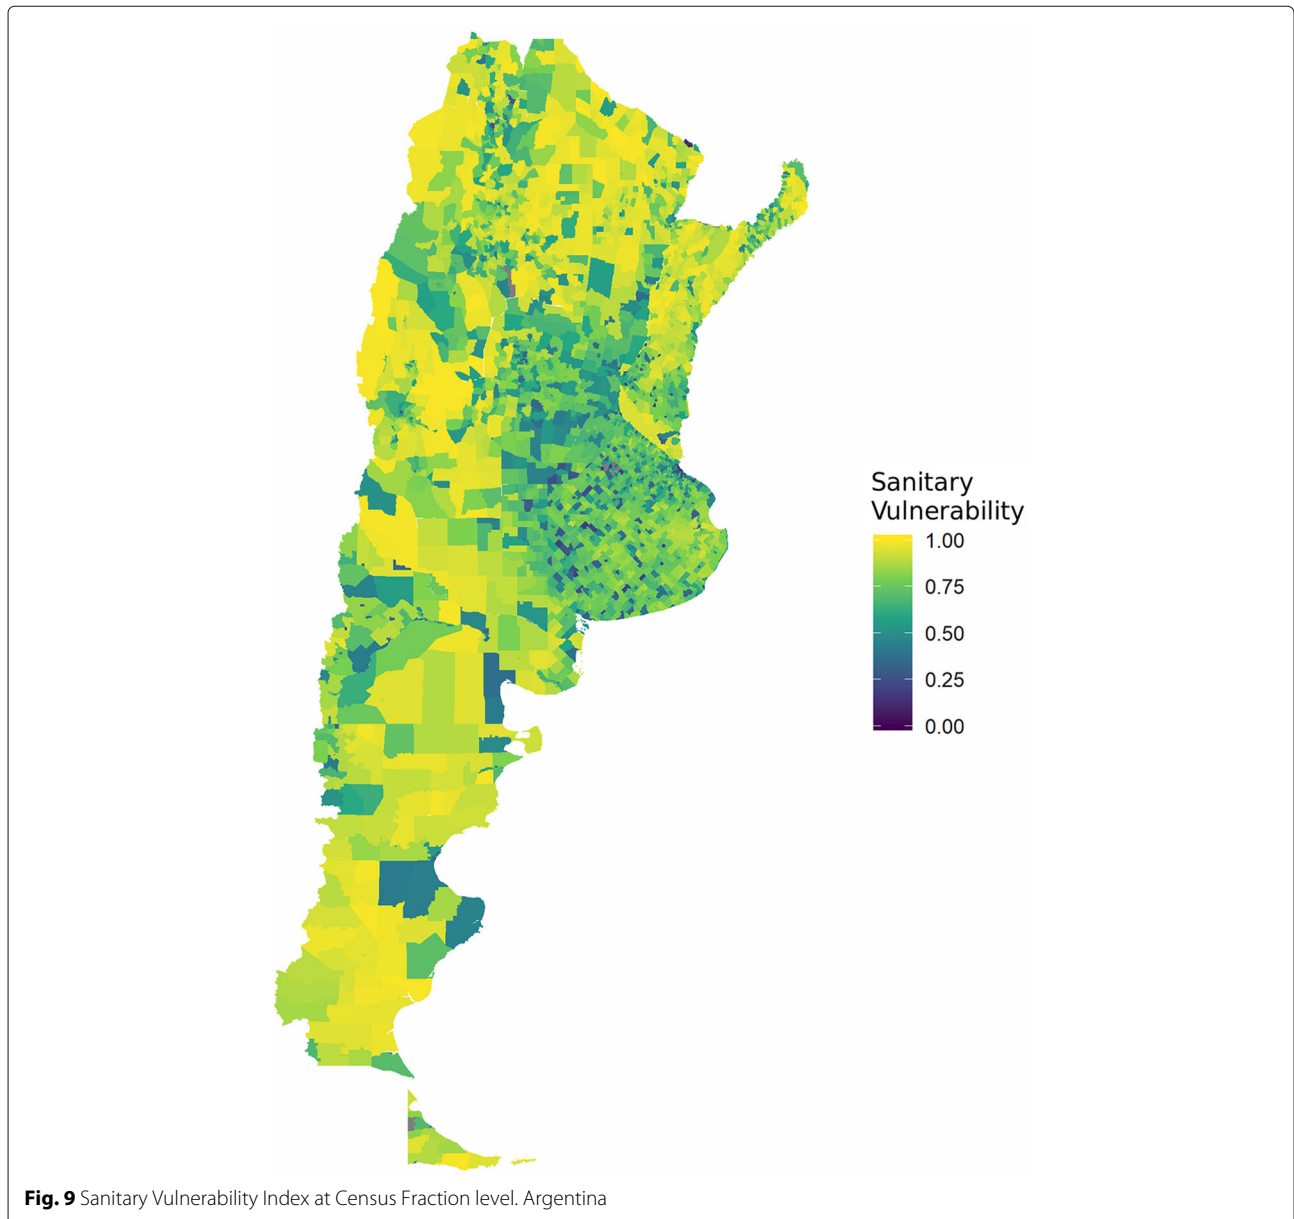 Sanitary
Vulnerability
1.00
0.75
0.50
0.25
0.00
Fig. 9 Sanitary Vulnerability Index at Census Fraction level. Argentina